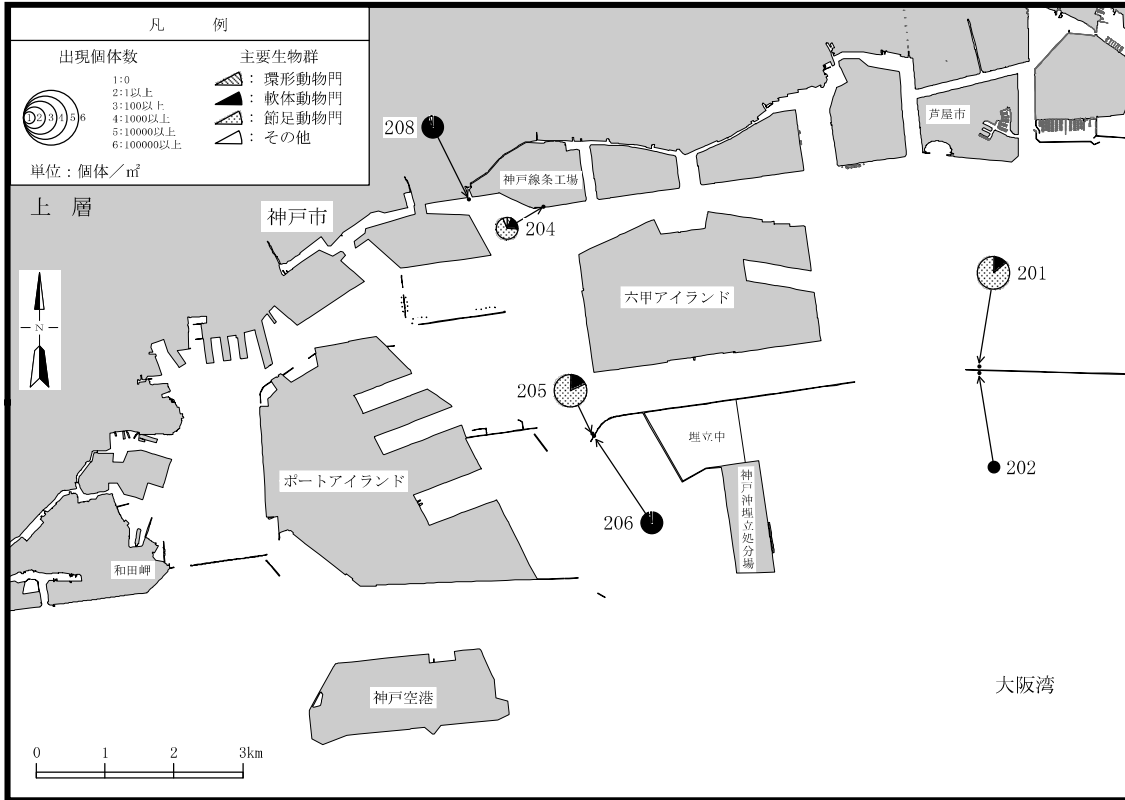 凡 例
出現個体数
主要生物群
1:0
2:1以上
3:100以上
4:1000以上
5:10000以上
6:100000以上
1 2 3 4 5 6
: 環形動物門
: 軟体動物門
: 節足動物門
: その他
単位：個体／㎡
上 層
208
神戸線条工場
芦屋市
神戸市
204
六甲アイランド
201
N
205
埋立中
ポートアイランド
神戸沖埋立処分場
202
206
和田岬
神戸空港
大阪湾
0 1 2 3km